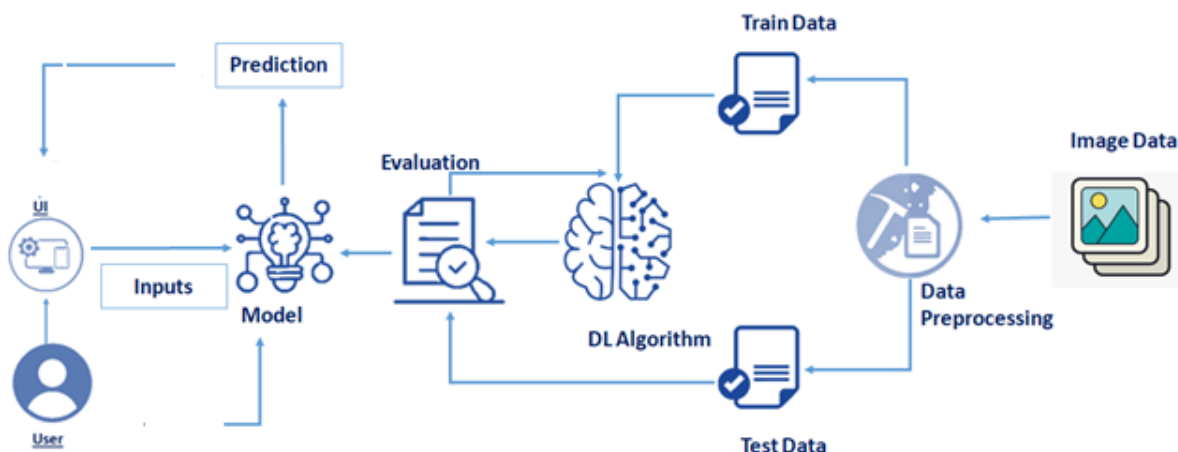 Train Data
Prediction
Image Data
Evaluation
UI
Inputs
Model
Data
Preprocessing
DL Algorithm
User
Test Data